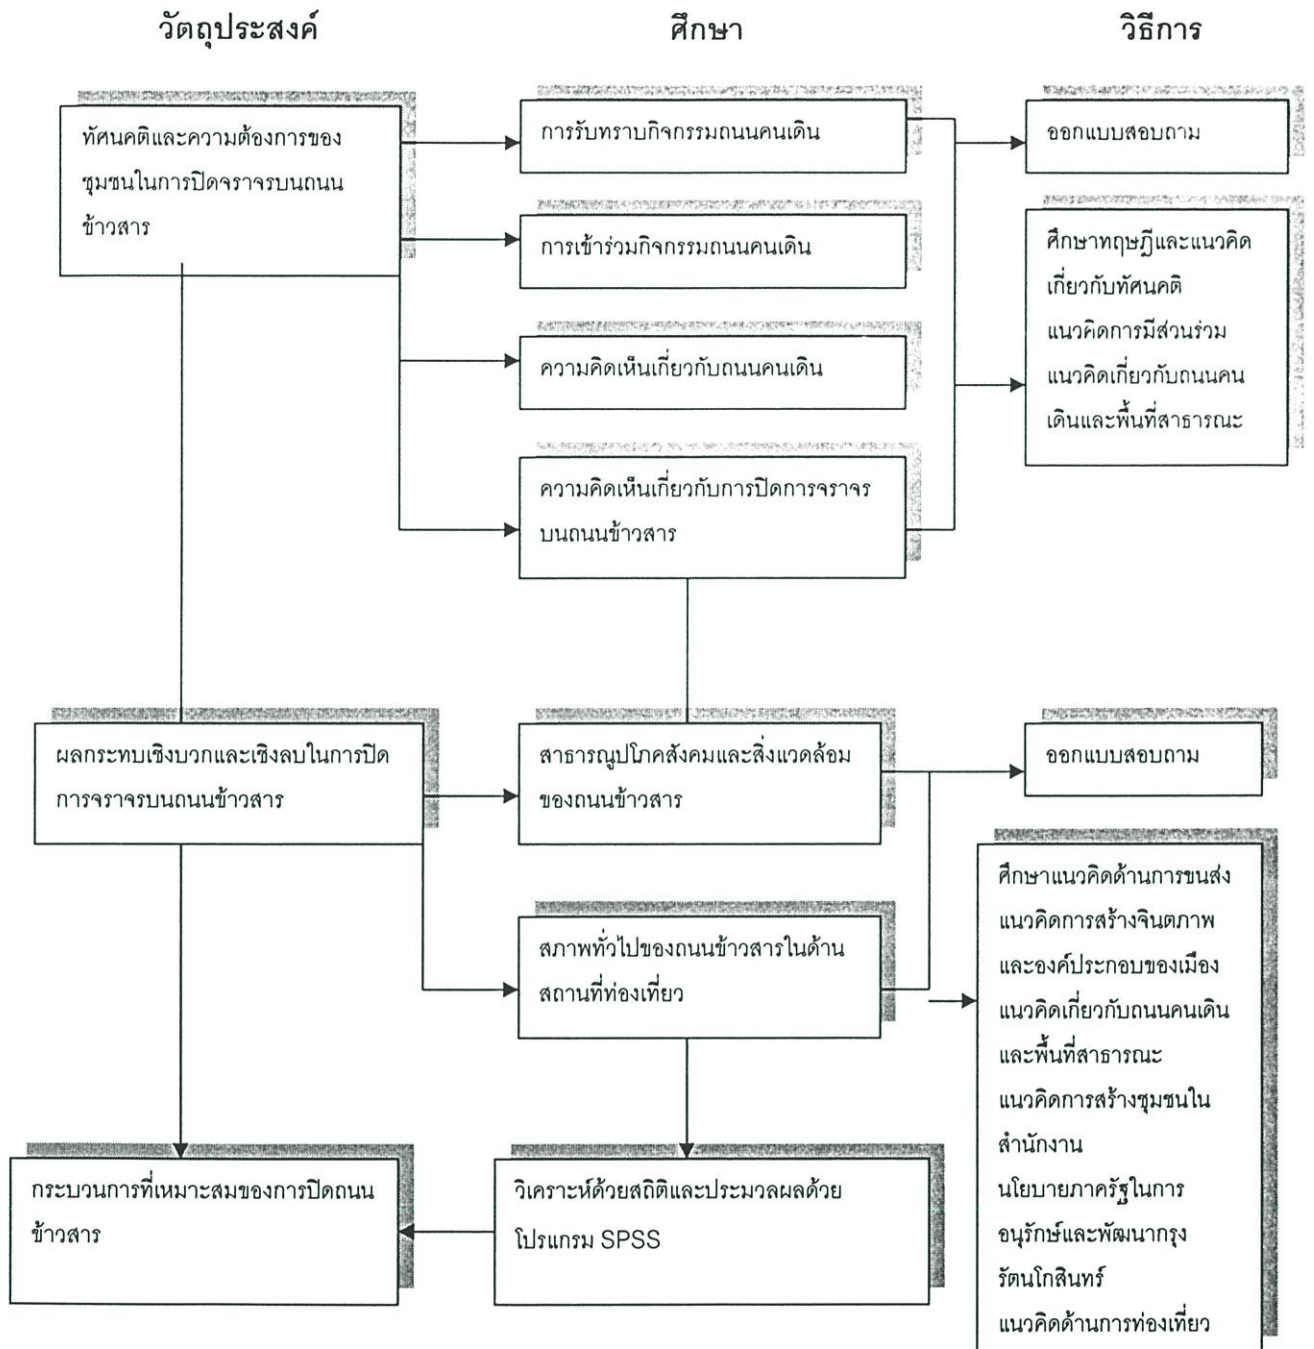 วัตถุประสงค์
ศึกษา
วิธีการ
ทัศนคติและความต้องการของ
ชุมชนในการปิดจราจรบนถนน
ข้าวสาร
การรับทราบกิจกรรมถนนคนเดิน
การเข้าร่วมกิจกรรมถนนคนเดิน
ความคิดเห็นเกี่ยวกับถนนคนเดิน
ความคิดเห็นเกี่ยวกับการปิดการจราจร
บนถนนข้าวสาร
ออกแบบสอบถาม
ศึกษาทฤษฎีและแนวคิด
เกี่ยวกับทัศนคติ
แนวคิดการมีส่วนร่วม
แนวคิดเกี่ยวกับถนนคน
เดินและพื้นที่สาธารณะ
ผลกระทบเชิงบวกและเชิงลบในการปิด
การจราจรบนถนนข้าวสาร
สาธารณูปโภคสังคมและสิ่งแวดล้อม
ของถนนข้าวสาร
สภาพทั่วไปของถนนข้าวสารในด้าน
สถานที่ท่องเที่ยว
ออกแบบสอบถาม
ศึกษาแนวคิดด้านการขนส่ง
แนวคิดการสร้างจินตภาพ
และองค์ประกอบของเมือง
แนวคิดเกี่ยวกับถนนคนเดิน
และพื้นที่สาธารณะ
แนวคิดการสร้างชุมชนใน
สำนักงาน
นโยบายภาครัฐในการ
อนุรักษ์และพัฒนากรุง
รัตนโกสินทร์
แนวคิดด้านการท่องเที่ยว
กระบวนการที่เหมาะสมของการปิดถนน
ข้าวสาร
วิเคราะห์ด้วยสถิติและประมวลผลด้วย
โปรแกรม SPSS